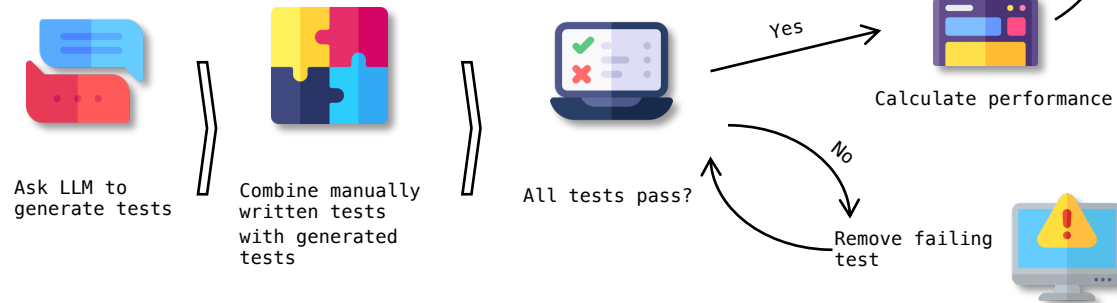 Yes
Calculate performance
No
Ask LLM to
generate tests
Combine manually
written tests
with generated
tests
All tests pass?
Remove failing
test